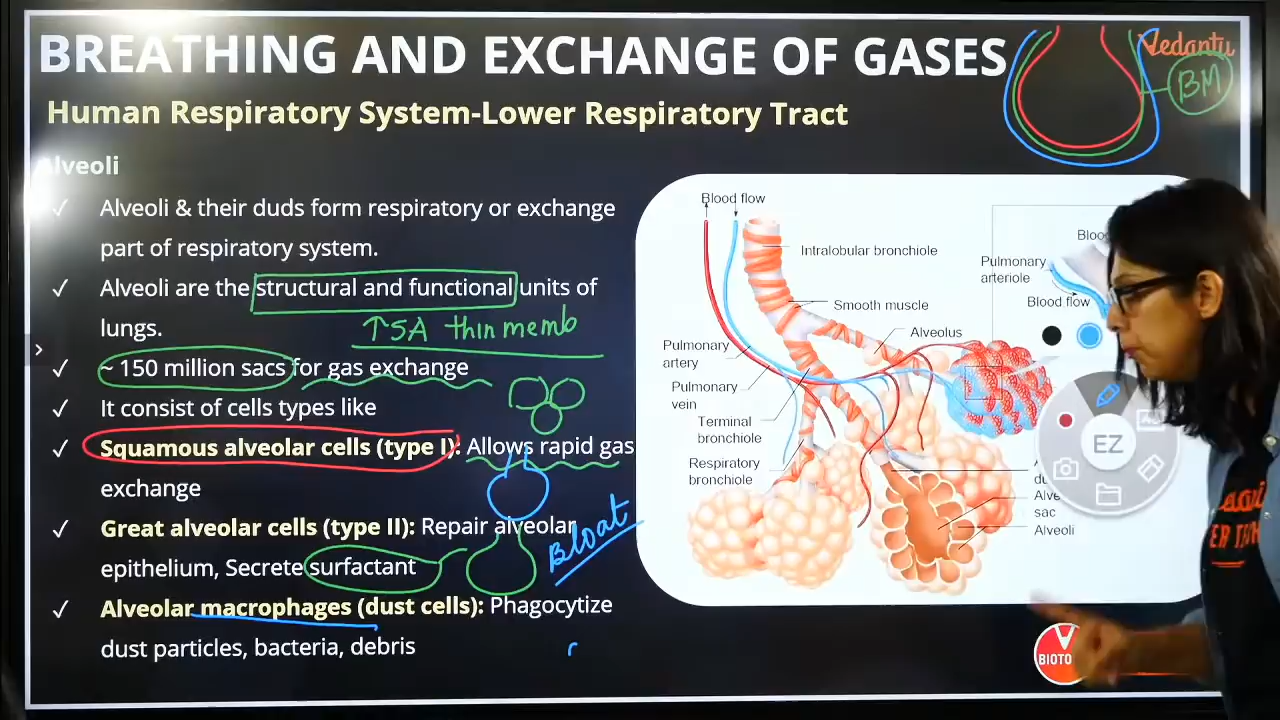 BREATHING AND EXCHANGE OF GASES
Vedantu
BM
Human Respiratory System-Lower Respiratory Tract
Alveoli
✓ Alveoli & their duds form respiratory or exchange
part of respiratory system.
✓ Alveoli are the structural and functional units of
lungs.
↑SA thin memb
✓ ~ 150 million sacs for gas exchange
✓ It consist of cells types like
✓ Squamous alveolar cells (type I): Allows rapid gas
exchange
✓ Great alveolar cells (type II): Repair alveolar
epithelium, Secrete surfactant
Bloat
✓ Alveolar macrophages (dust cells): Phagocytize
dust particles, bacteria, debris
Blood flow
Intralobular bronchiole
Smooth muscle
Alveolus
Pulmonary
artery
Pulmonary
vein
Terminal
bronchiole
Respiratory
bronchiole
Pulmonary
arteriole
Blood flow
sac
Alveoli
EZ
BIOTO